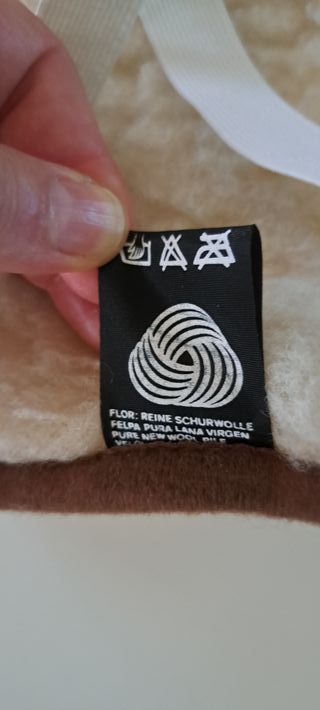 FLOR: REINE SCHURWOLLE
FELPA PURA LANA VIRGEN
PURE NEW WOOL PILE